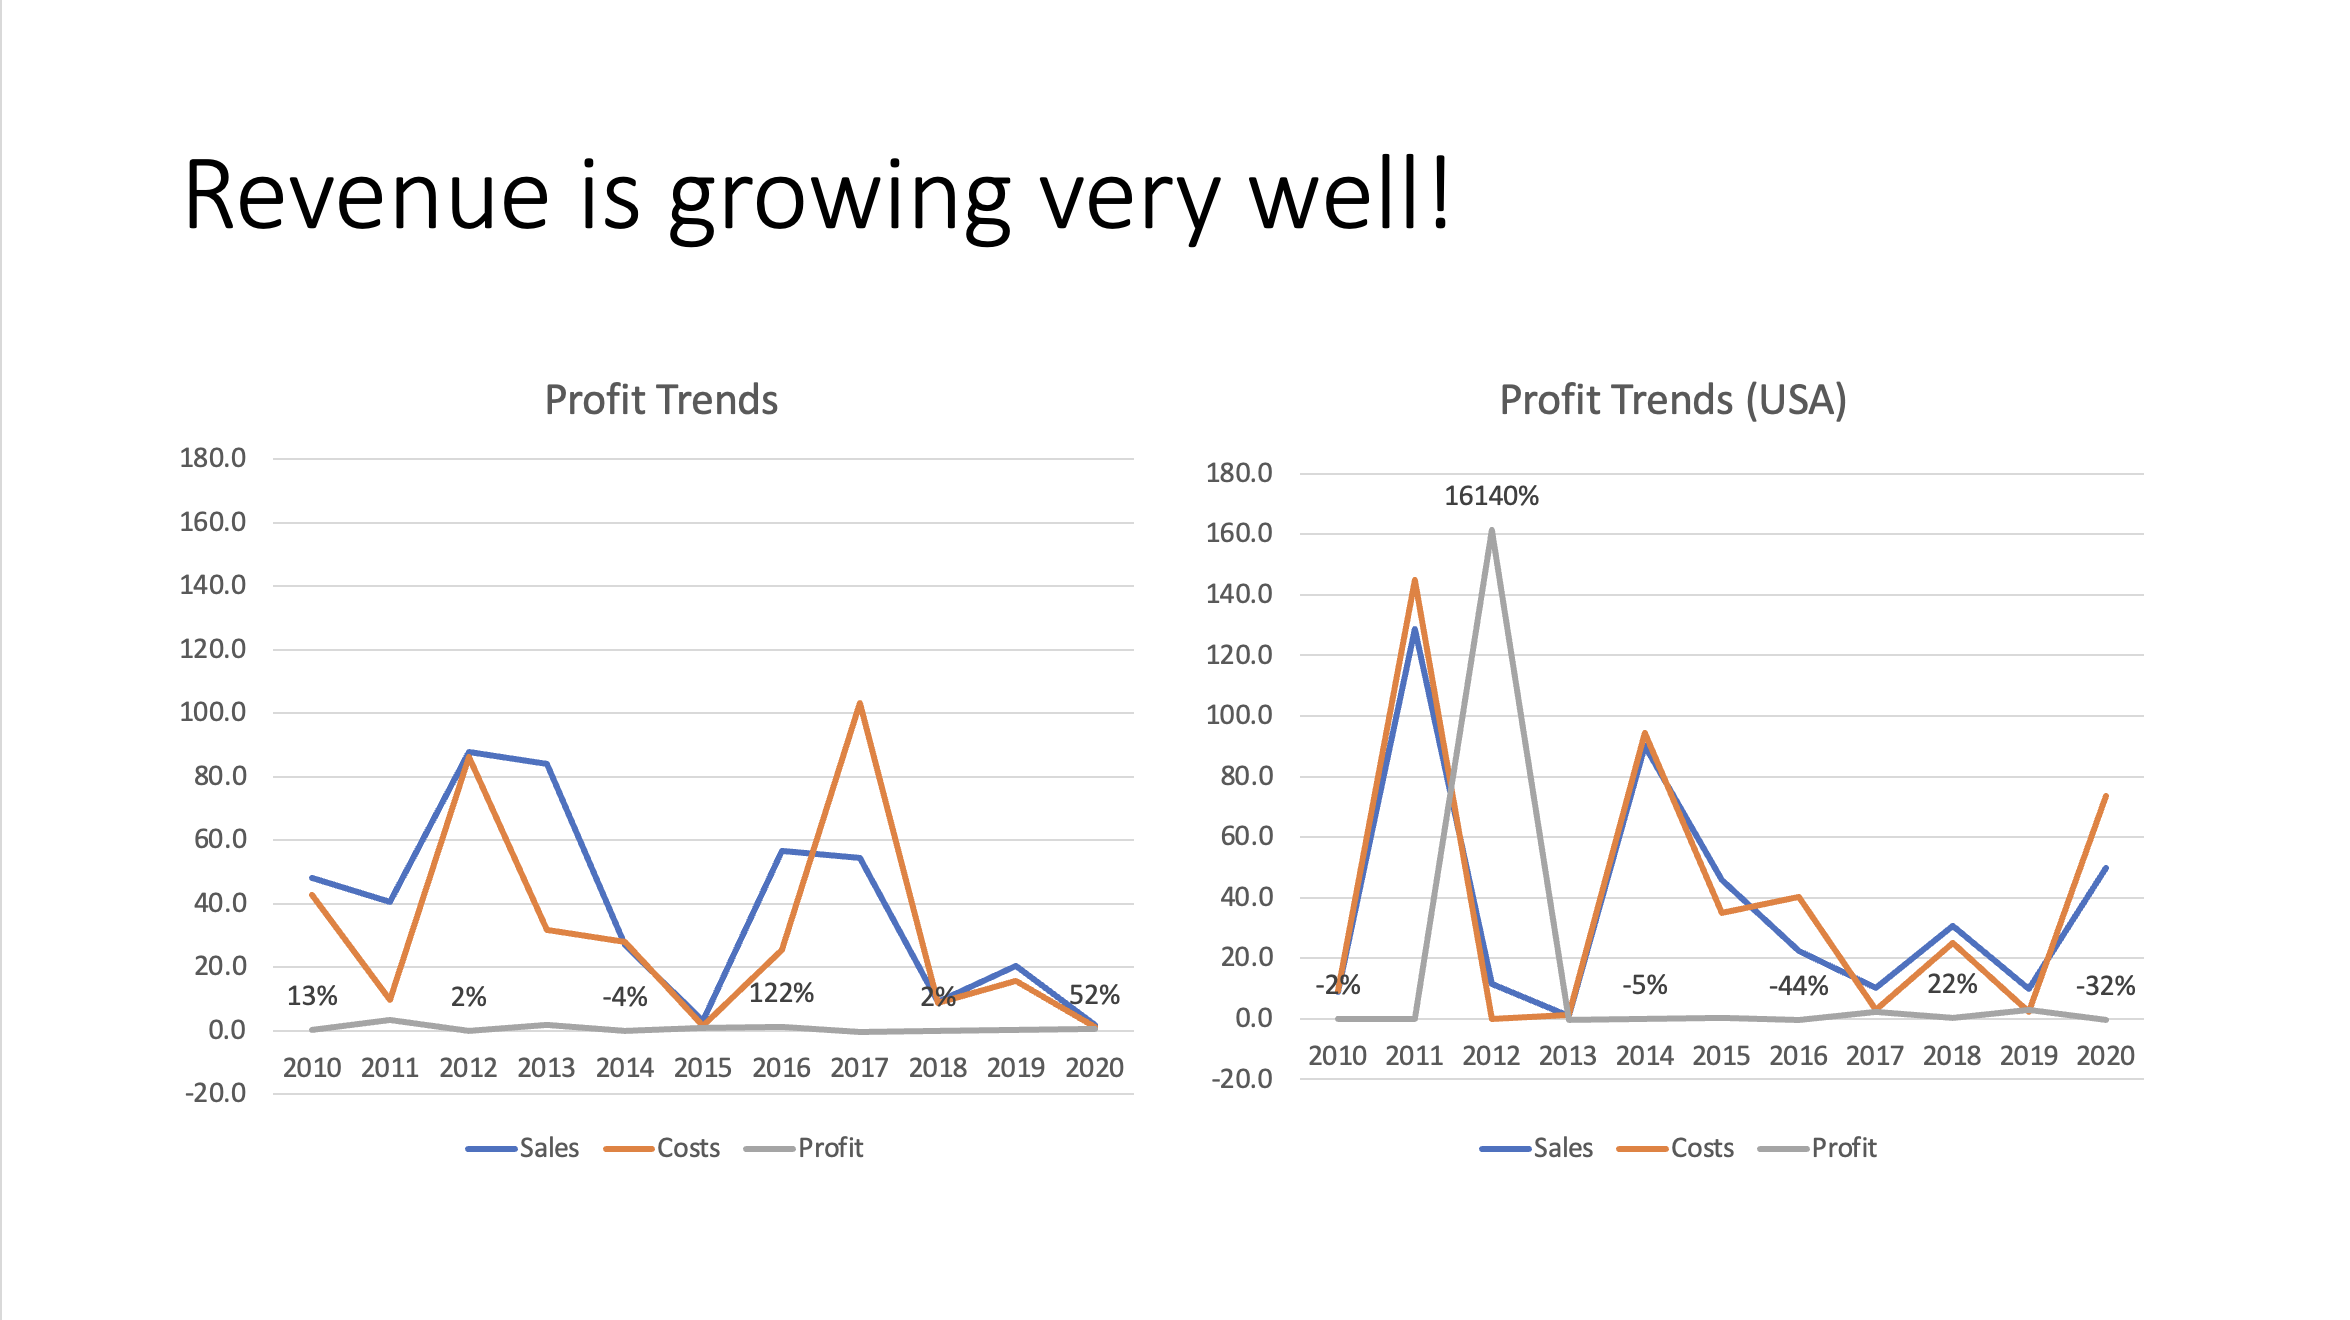 Revenue is growing very well!
Profit Trends
180.0
160.0
140.0
120.0
100.0
80.0
60.0
40.0
20.0
0.0
-20.0
13% 2% -4% 122% 2% 52%
2010 2011 2012 2013 2014 2015 2016 2017 2018 2019 2020
Sales Costs Profit
Profit Trends (USA)
180.0
160.0
140.0
120.0
100.0
80.0
60.0
40.0
20.0
0.0
-20.0
16140%
-2% -5% -44% 22% -32%
2010 2011 2012 2013 2014 2015 2016 2017 2018 2019 2020
Sales Costs Profit